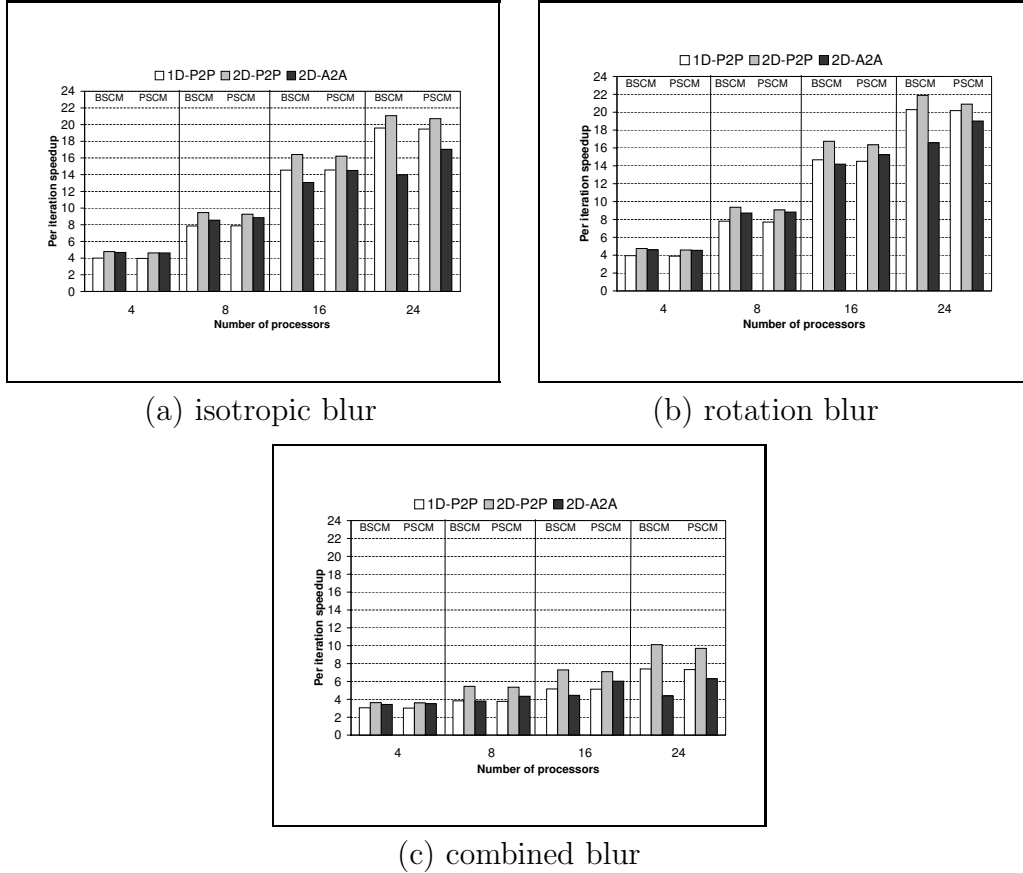 1D-P2P 2D-P2P 2D-A2A
24
22
20
18
16
14
12
10
8
6
4
2
0
Per iteration speedup
BSCM PSCM BSCM PSCM BSCM PSCM BSCM PSCM
4 8 16 24
Number of processors
(a) isotropic blur
1D-P2P 2D-P2P 2D-A2A
24
22
20
18
16
14
12
10
8
6
4
2
0
Per iteration speedup
BSCM PSCM BSCM PSCM BSCM PSCM BSCM PSCM
4 8 16 24
Number of processors
(b) rotation blur
1D-P2P 2D-P2P 2D-A2A
24
22
20
18
16
14
12
10
8
6
4
2
0
Per iteration speedup
BSCM PSCM BSCM PSCM BSCM PSCM BSCM PSCM
4 8 16 24
Number of processors
(c) combined blur